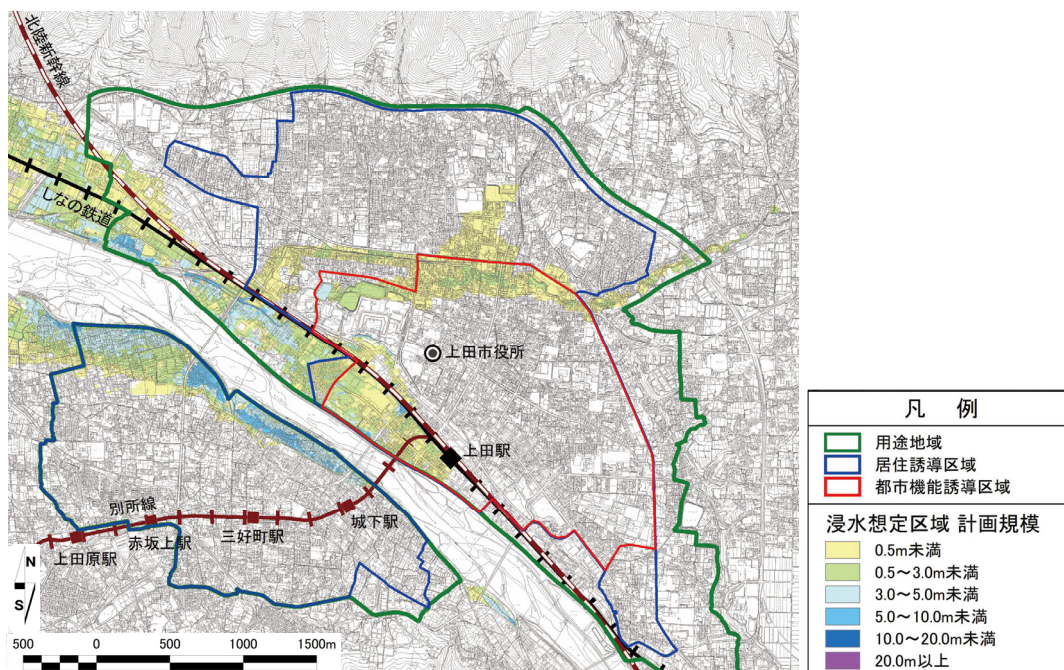 北陸新幹線
しなの鉄道
上田市役所
上田駅
別所線
城下駅
三好町駅
赤坂上駅
上田原駅
N
S
500 0 500 1000 1500m
凡 例
用途地域
居住誘導区域
都市機能誘導区域
浸水想定区域 計画規模
0.5m未満
0.5～3.0m未満
3.0～5.0m未満
5.0～10.0m未満
10.0～20.0m未満
20.0m以上